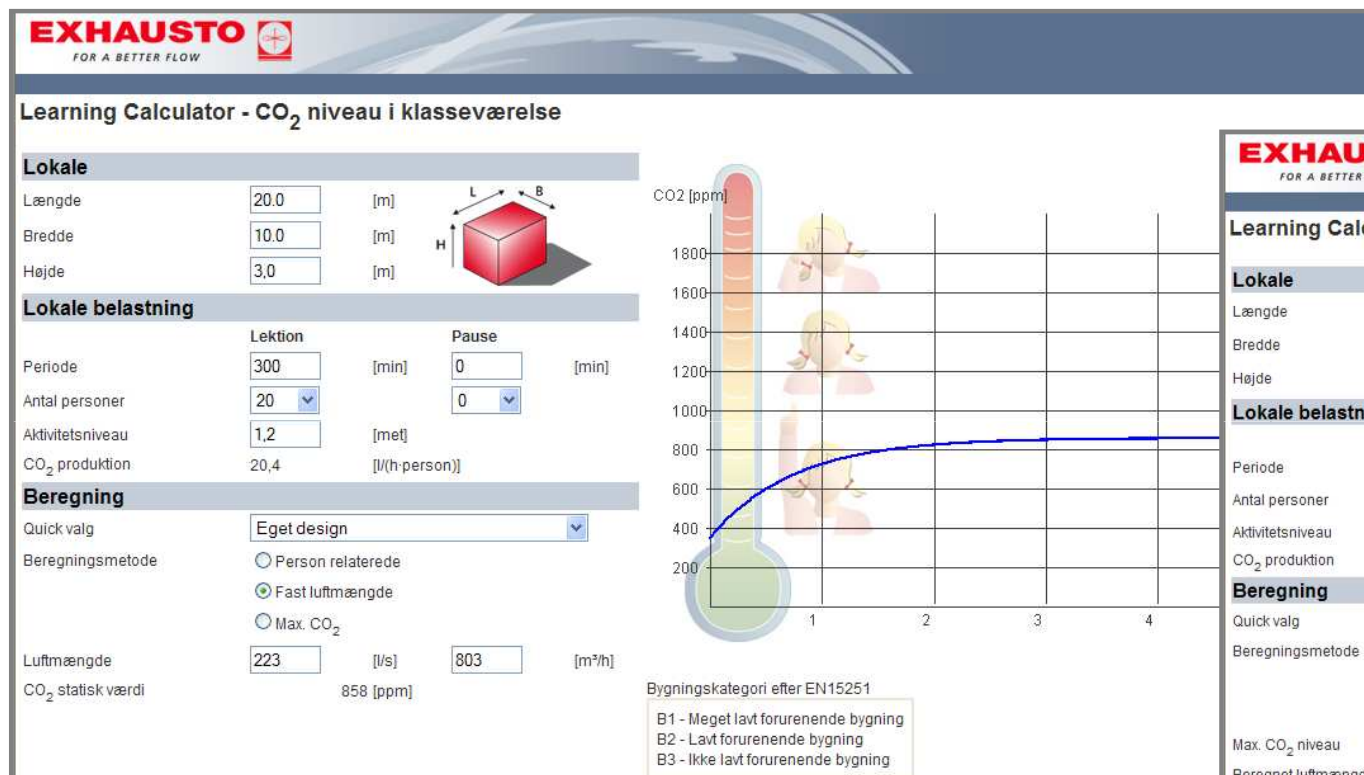 EXHAUSTO
FOR A BETTER FLOW
Learning Calculator - CO2 niveau i klasseværelse
Lokale
Længde 20.0 [m]
Bredde 10.0 [m]
Højde 3,0 [m]
L B
H
Lokale belastning
Lektion Pause
Periode 300 [min] 0 [min]
Antal personer 20 0
Aktivitetsniveau 1,2 [met]
CO2 produktion 20,4 [l/(h·person)]
Beregning
Quick valg Eget design
Beregningsmetode Person relaterede
Fast luftmængde
Max. CO2
Luftmængde 223 [l/s] 803 [m³/h]
CO2 statisk værdi 858 [ppm]
CO2 [ppm]
1800
1600
1400
1200
1000
800
600
400
200
1 2 3 4
Bygningskategori efter EN15251
B1 - Meget lavt forurenende bygning
B2 - Lavt forurenende bygning
B3 - Ikke lavt forurenende bygning
EXHAU
FOR A BETTER
Learning Calc
Lokale
Længde
Bredde
Højde
Lokale belastn
Periode
Antal personer
Aktivitetsniveau
CO2 produktion
Beregning
Quick valg
Beregningsmetode
Max. CO2 niveau